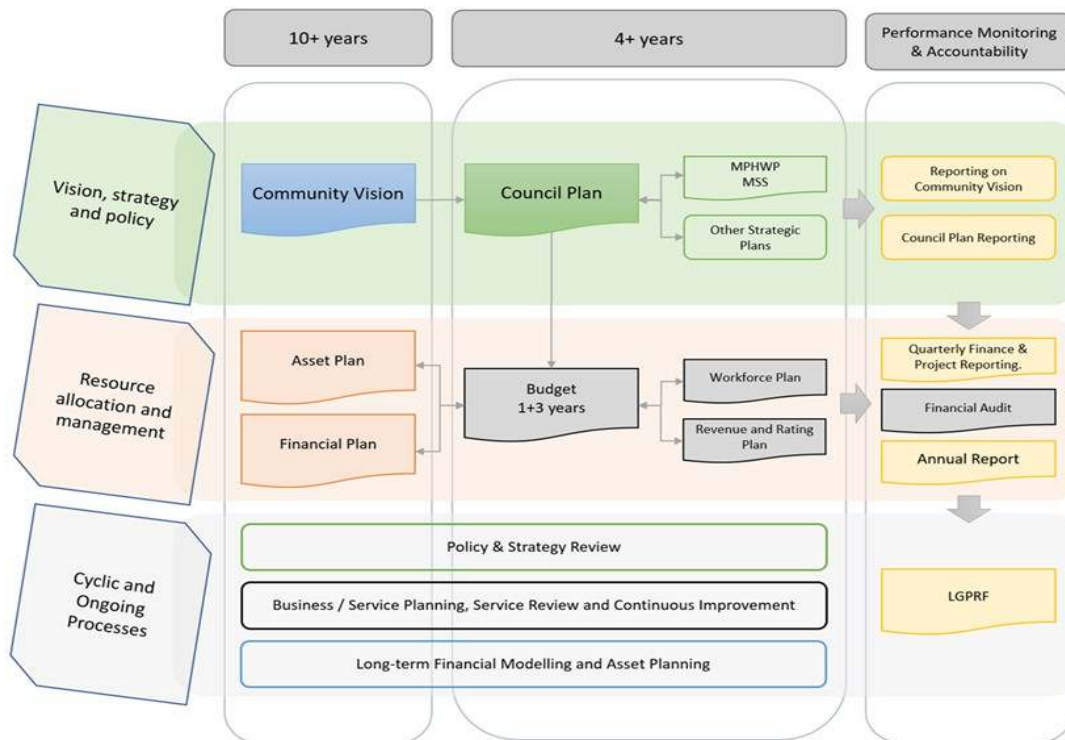 10+ years
4+ years
Performance Monitoring
& Accountability
Vision, strategy
and policy
Community Vision
Council Plan
MPHWP
MSS
Other Strategic
Plans
Reporting on
Community Vision
Council Plan Reporting
Resource
allocation and
management
Asset Plan
Financial Plan
Budget
1+3 years
Workforce Plan
Revenue and Rating
Plan
Quarterly Finance &
Project Reporting.
Financial Audit
Annual Report
Cyclic and
Ongoing
Processes
Policy & Strategy Review
Business / Service Planning, Service Review and Continuous Improvement
Long-term Financial Modelling and Asset Planning
LGPRF